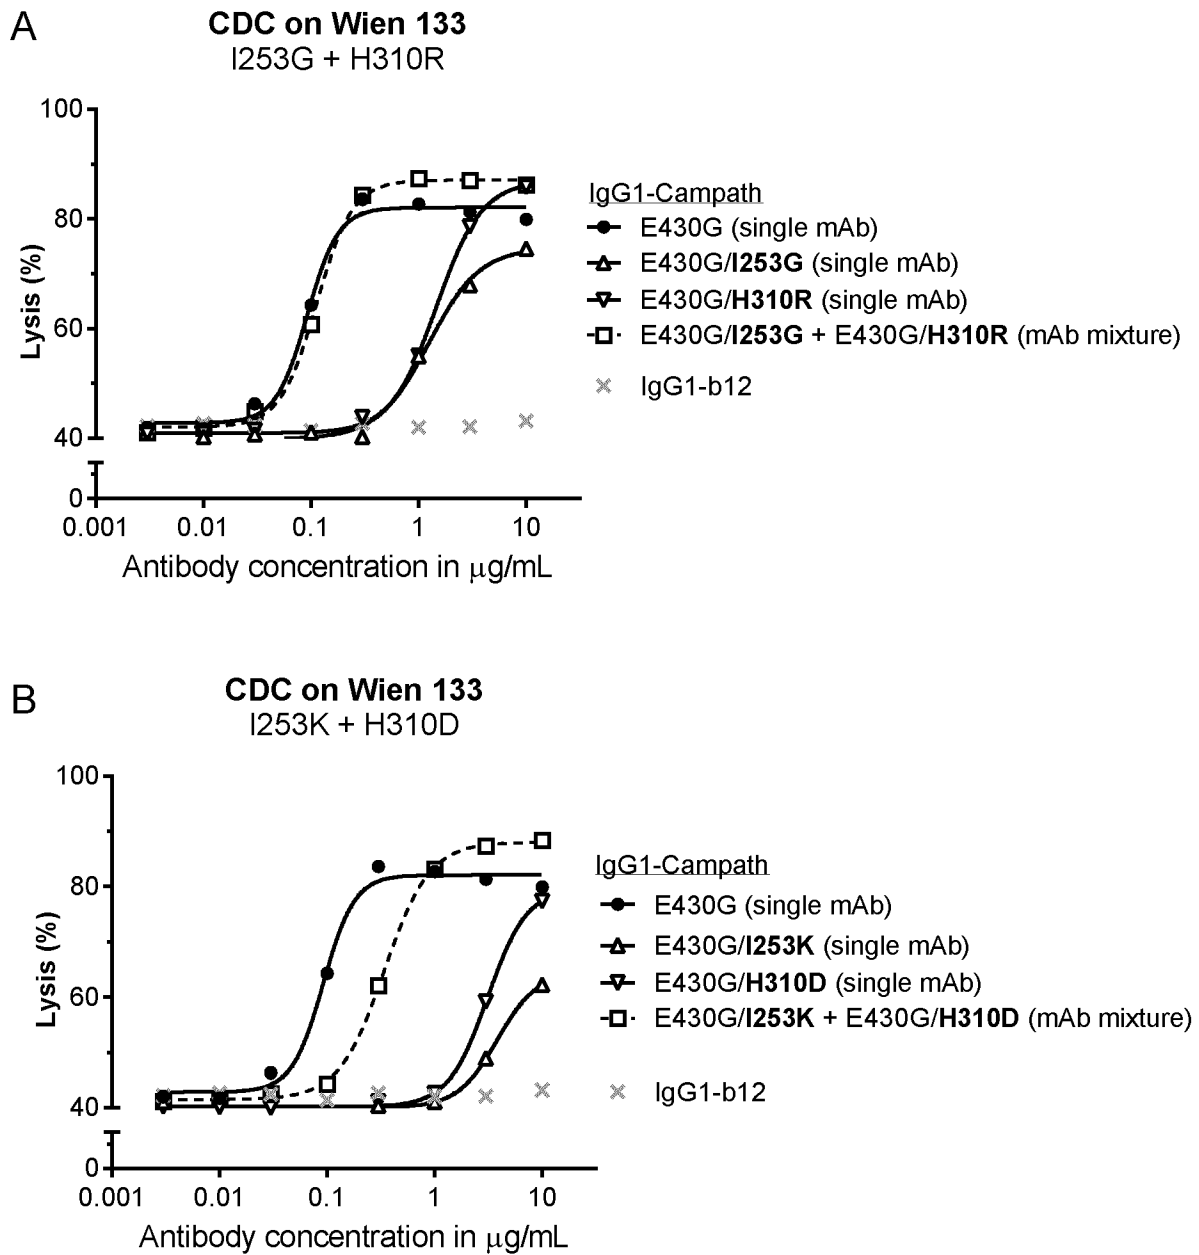 A
CDC on Wien 133
I253G + H310R
100
80
60
40
0
Lysis (%)
0.001 0.01 0.1 1 10
Antibody concentration in μg/mL
IgG1-Campath
E430G (single mAb)
E430G/I253G (single mAb)
E430G/H310R (single mAb)
E430G/I253G + E430G/H310R (mAb mixture)
IgG1-b12
B
CDC on Wien 133
I253K + H310D
100
80
60
40
0
Lysis (%)
0.001 0.01 0.1 1 10
Antibody concentration in μg/mL
IgG1-Campath
E430G (single mAb)
E430G/I253K (single mAb)
E430G/H310D (single mAb)
E430G/I253K + E430G/H310D (mAb mixture)
IgG1-b12